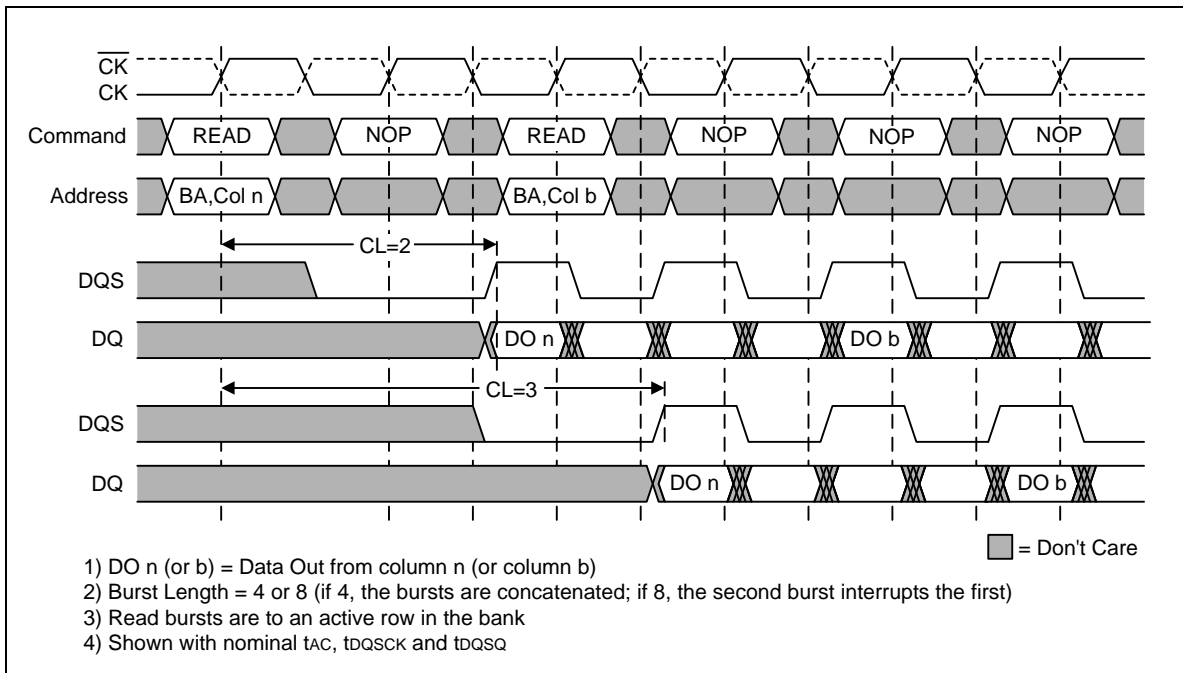 CK
CK
Command READ NOP READ NOP NOP NOP
Address BA,Col n BA,Col b
CL=2
DQS
DQ DO n DO b
CL=3
DQS
DQ DO n DO b
= Don't Care
1) DO n (or b) = Data Out from column n (or column b)
2) Burst Length = 4 or 8 (if 4, the bursts are concatenated; if 8, the second burst interrupts the first)
3) Read bursts are to an active row in the bank
4) Shown with nominal tAC, tDQSCK and tDQSQ